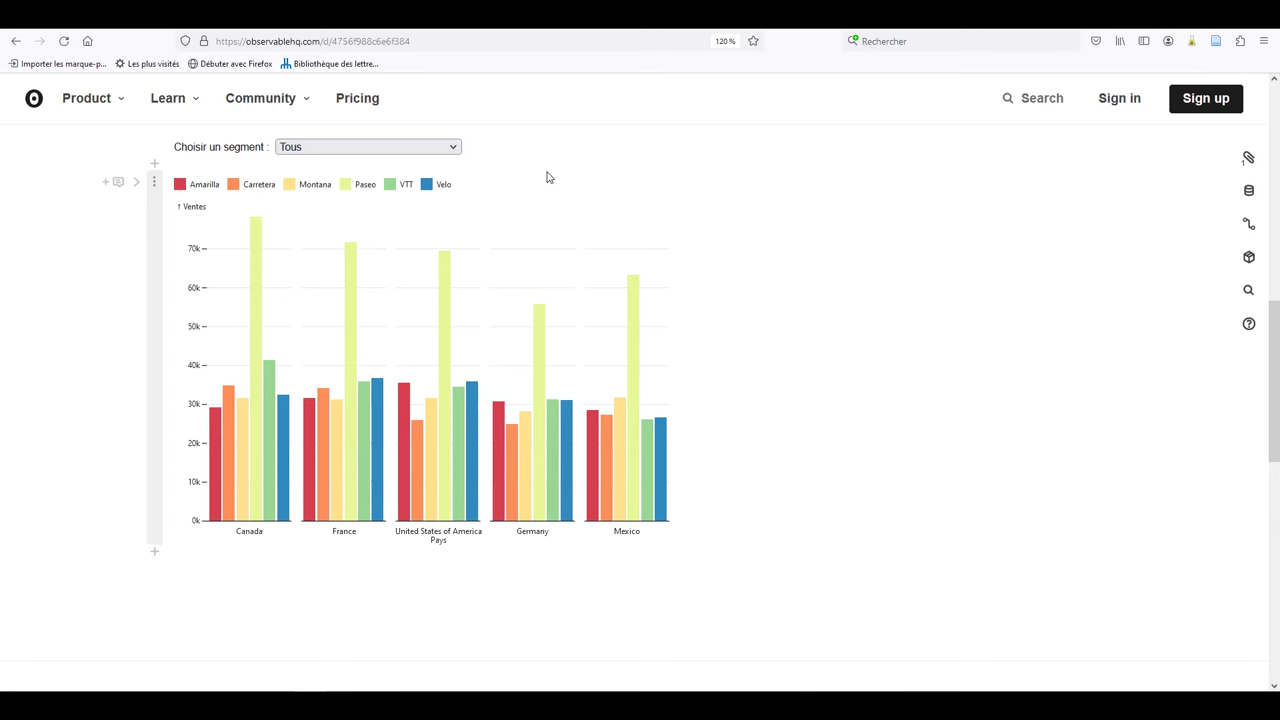 https://observablehq.com/d/4756f988c6e6f384
120 %
Rechercher
Importer les marque-p...
Les plus visités
Débuter avec Firefox
Bibliothèque des lettre...
Product
Learn
Community
Pricing
Search
Sign in
Sign up
Choisir un segment :
Tous
Amarilla
Carretera
Montana
Paseo
VTT
Velo
↑ Ventes
70k
60k
50k
40k
30k
20k
10k
0k
Canada
France
United States of America
Germany
Mexico
Pays